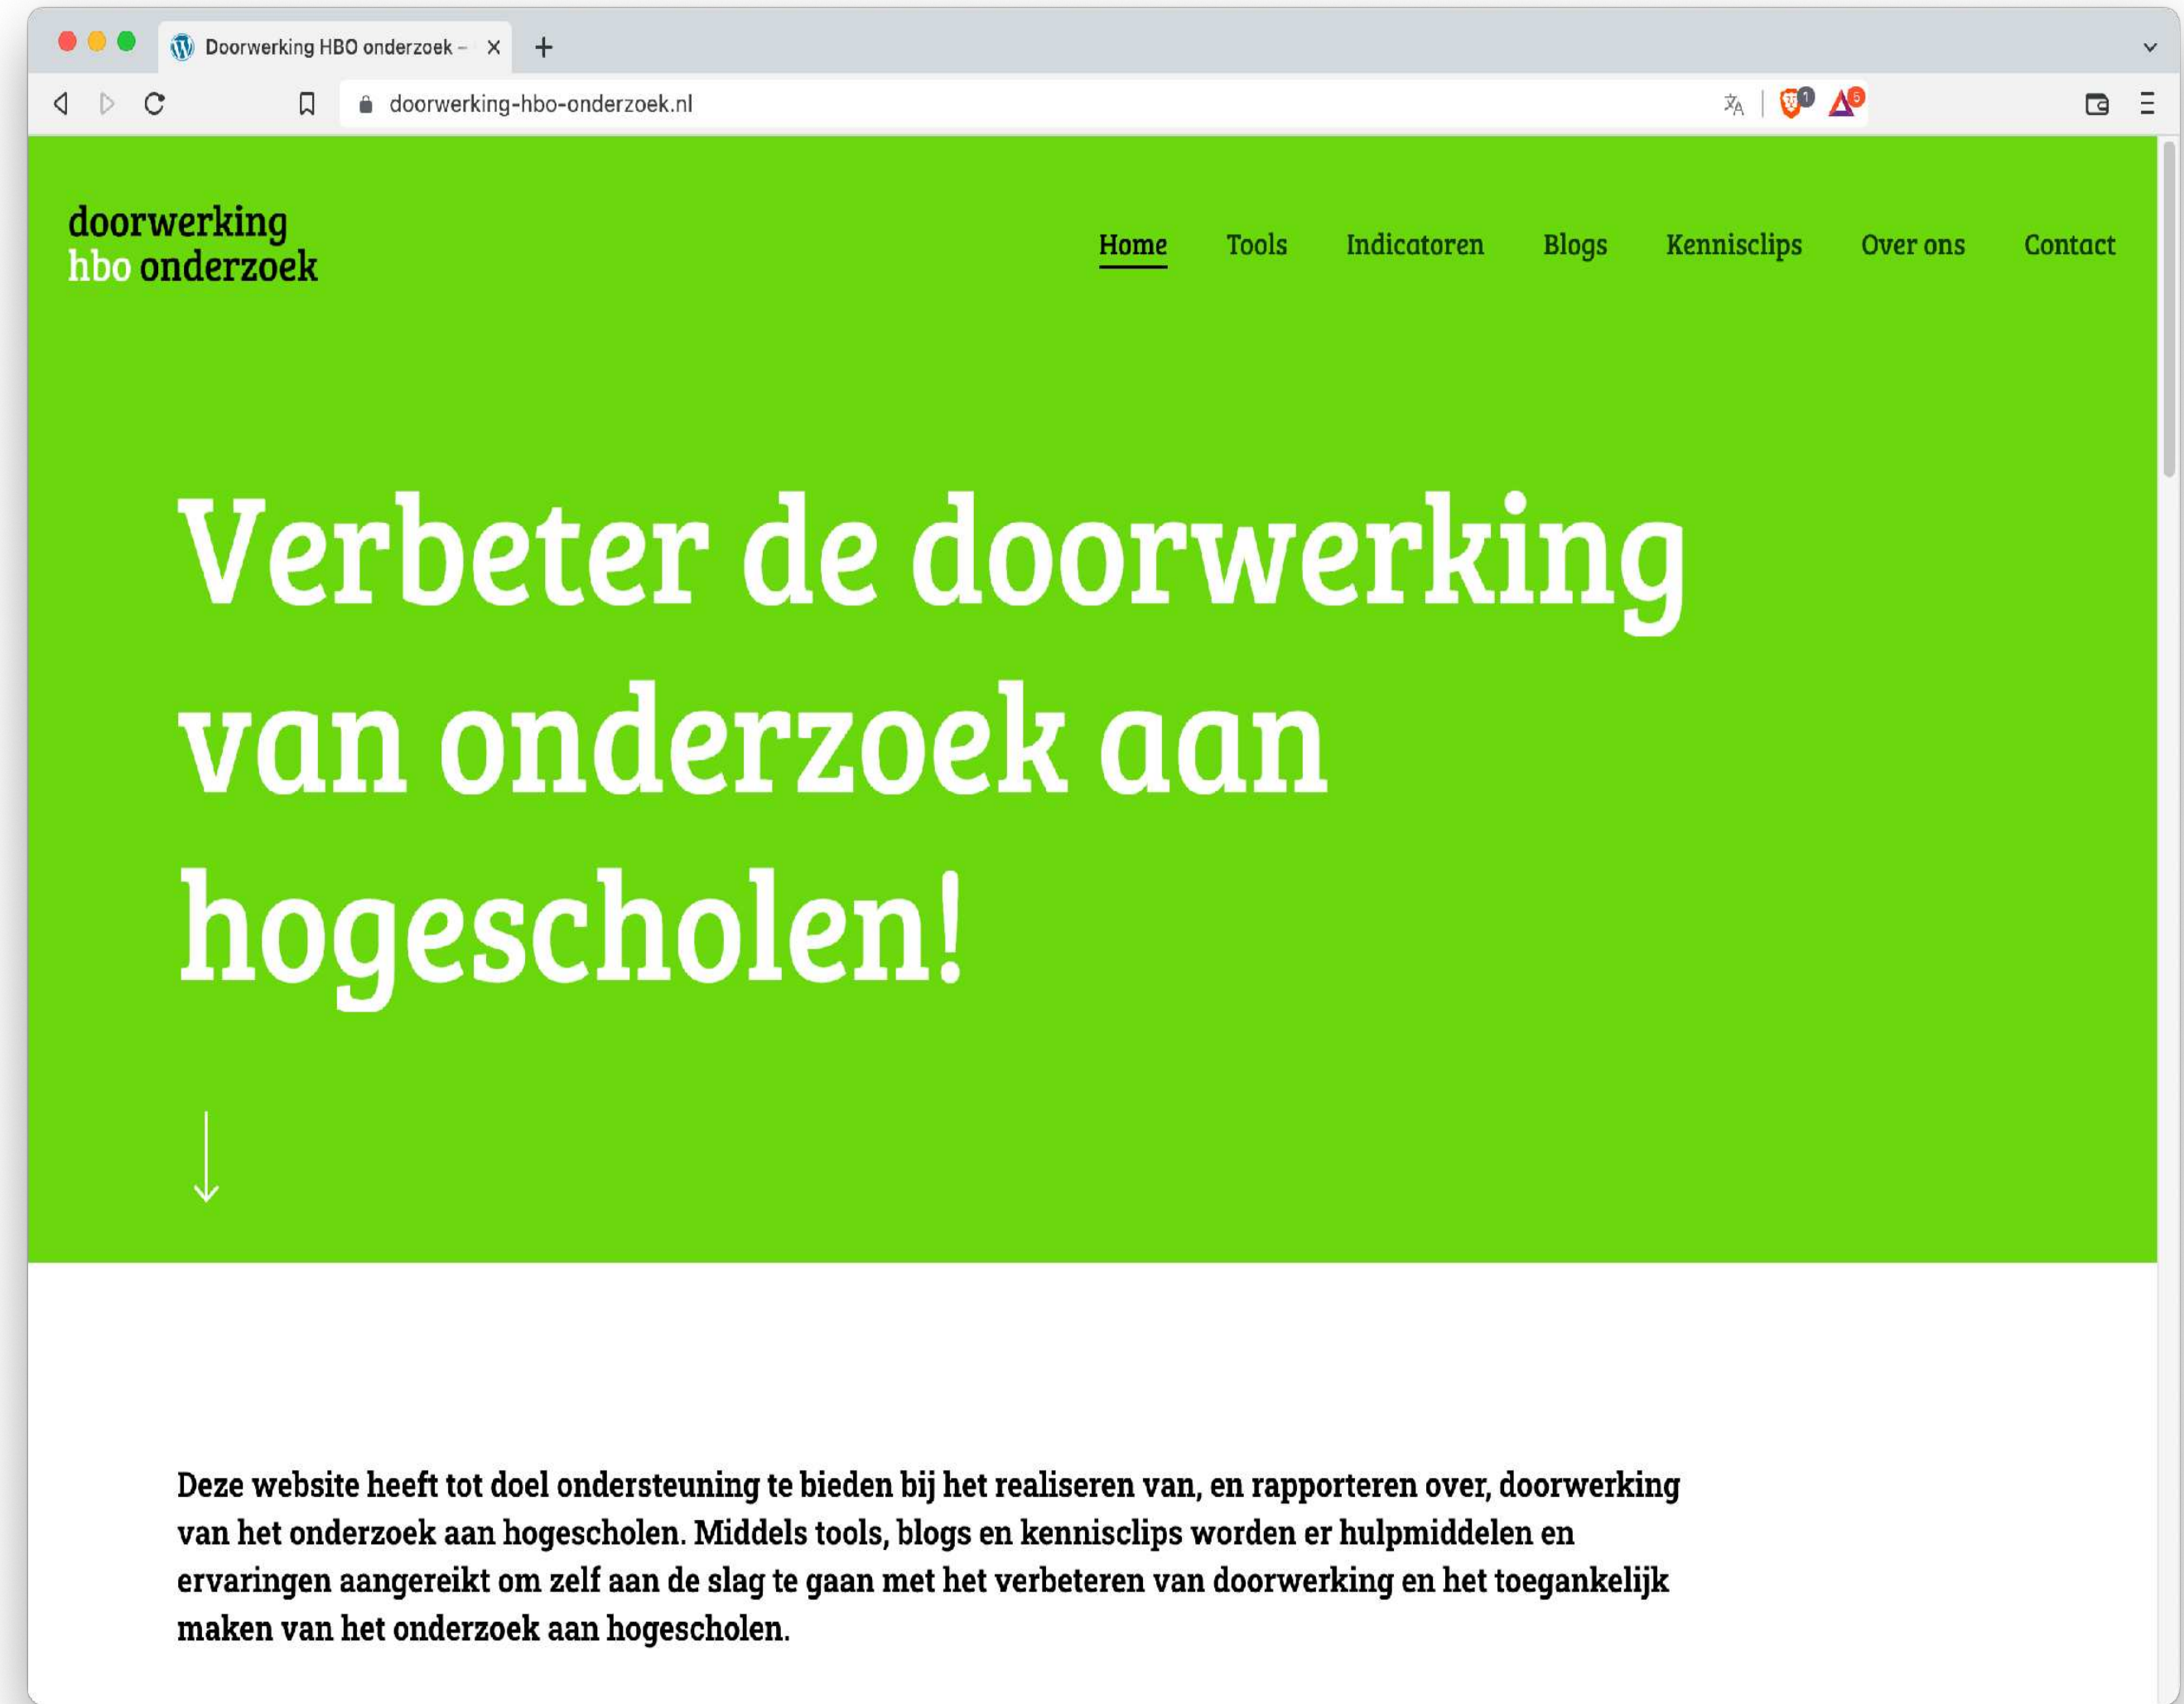 Doorwerking HBO onderzoek –
doorwerking-hbo-onderzoek.nl
1
6
doorwerking
hbo onderzoek
Home Tools Indicatoren Blogs Kennisclips Over ons Contact
Verbeter de doorwerking
van onderzoek aan
hogescholen!
Deze website heeft tot doel ondersteuning te bieden bij het realiseren van, en rapporteren over, doorwerking
van het onderzoek aan hogescholen. Middels tools, blogs en kennisclips worden er hulpmiddelen en
ervaringen aangereikt om zelf aan de slag te gaan met het verbeteren van doorwerking en het toegankelijk
maken van het onderzoek aan hogescholen.